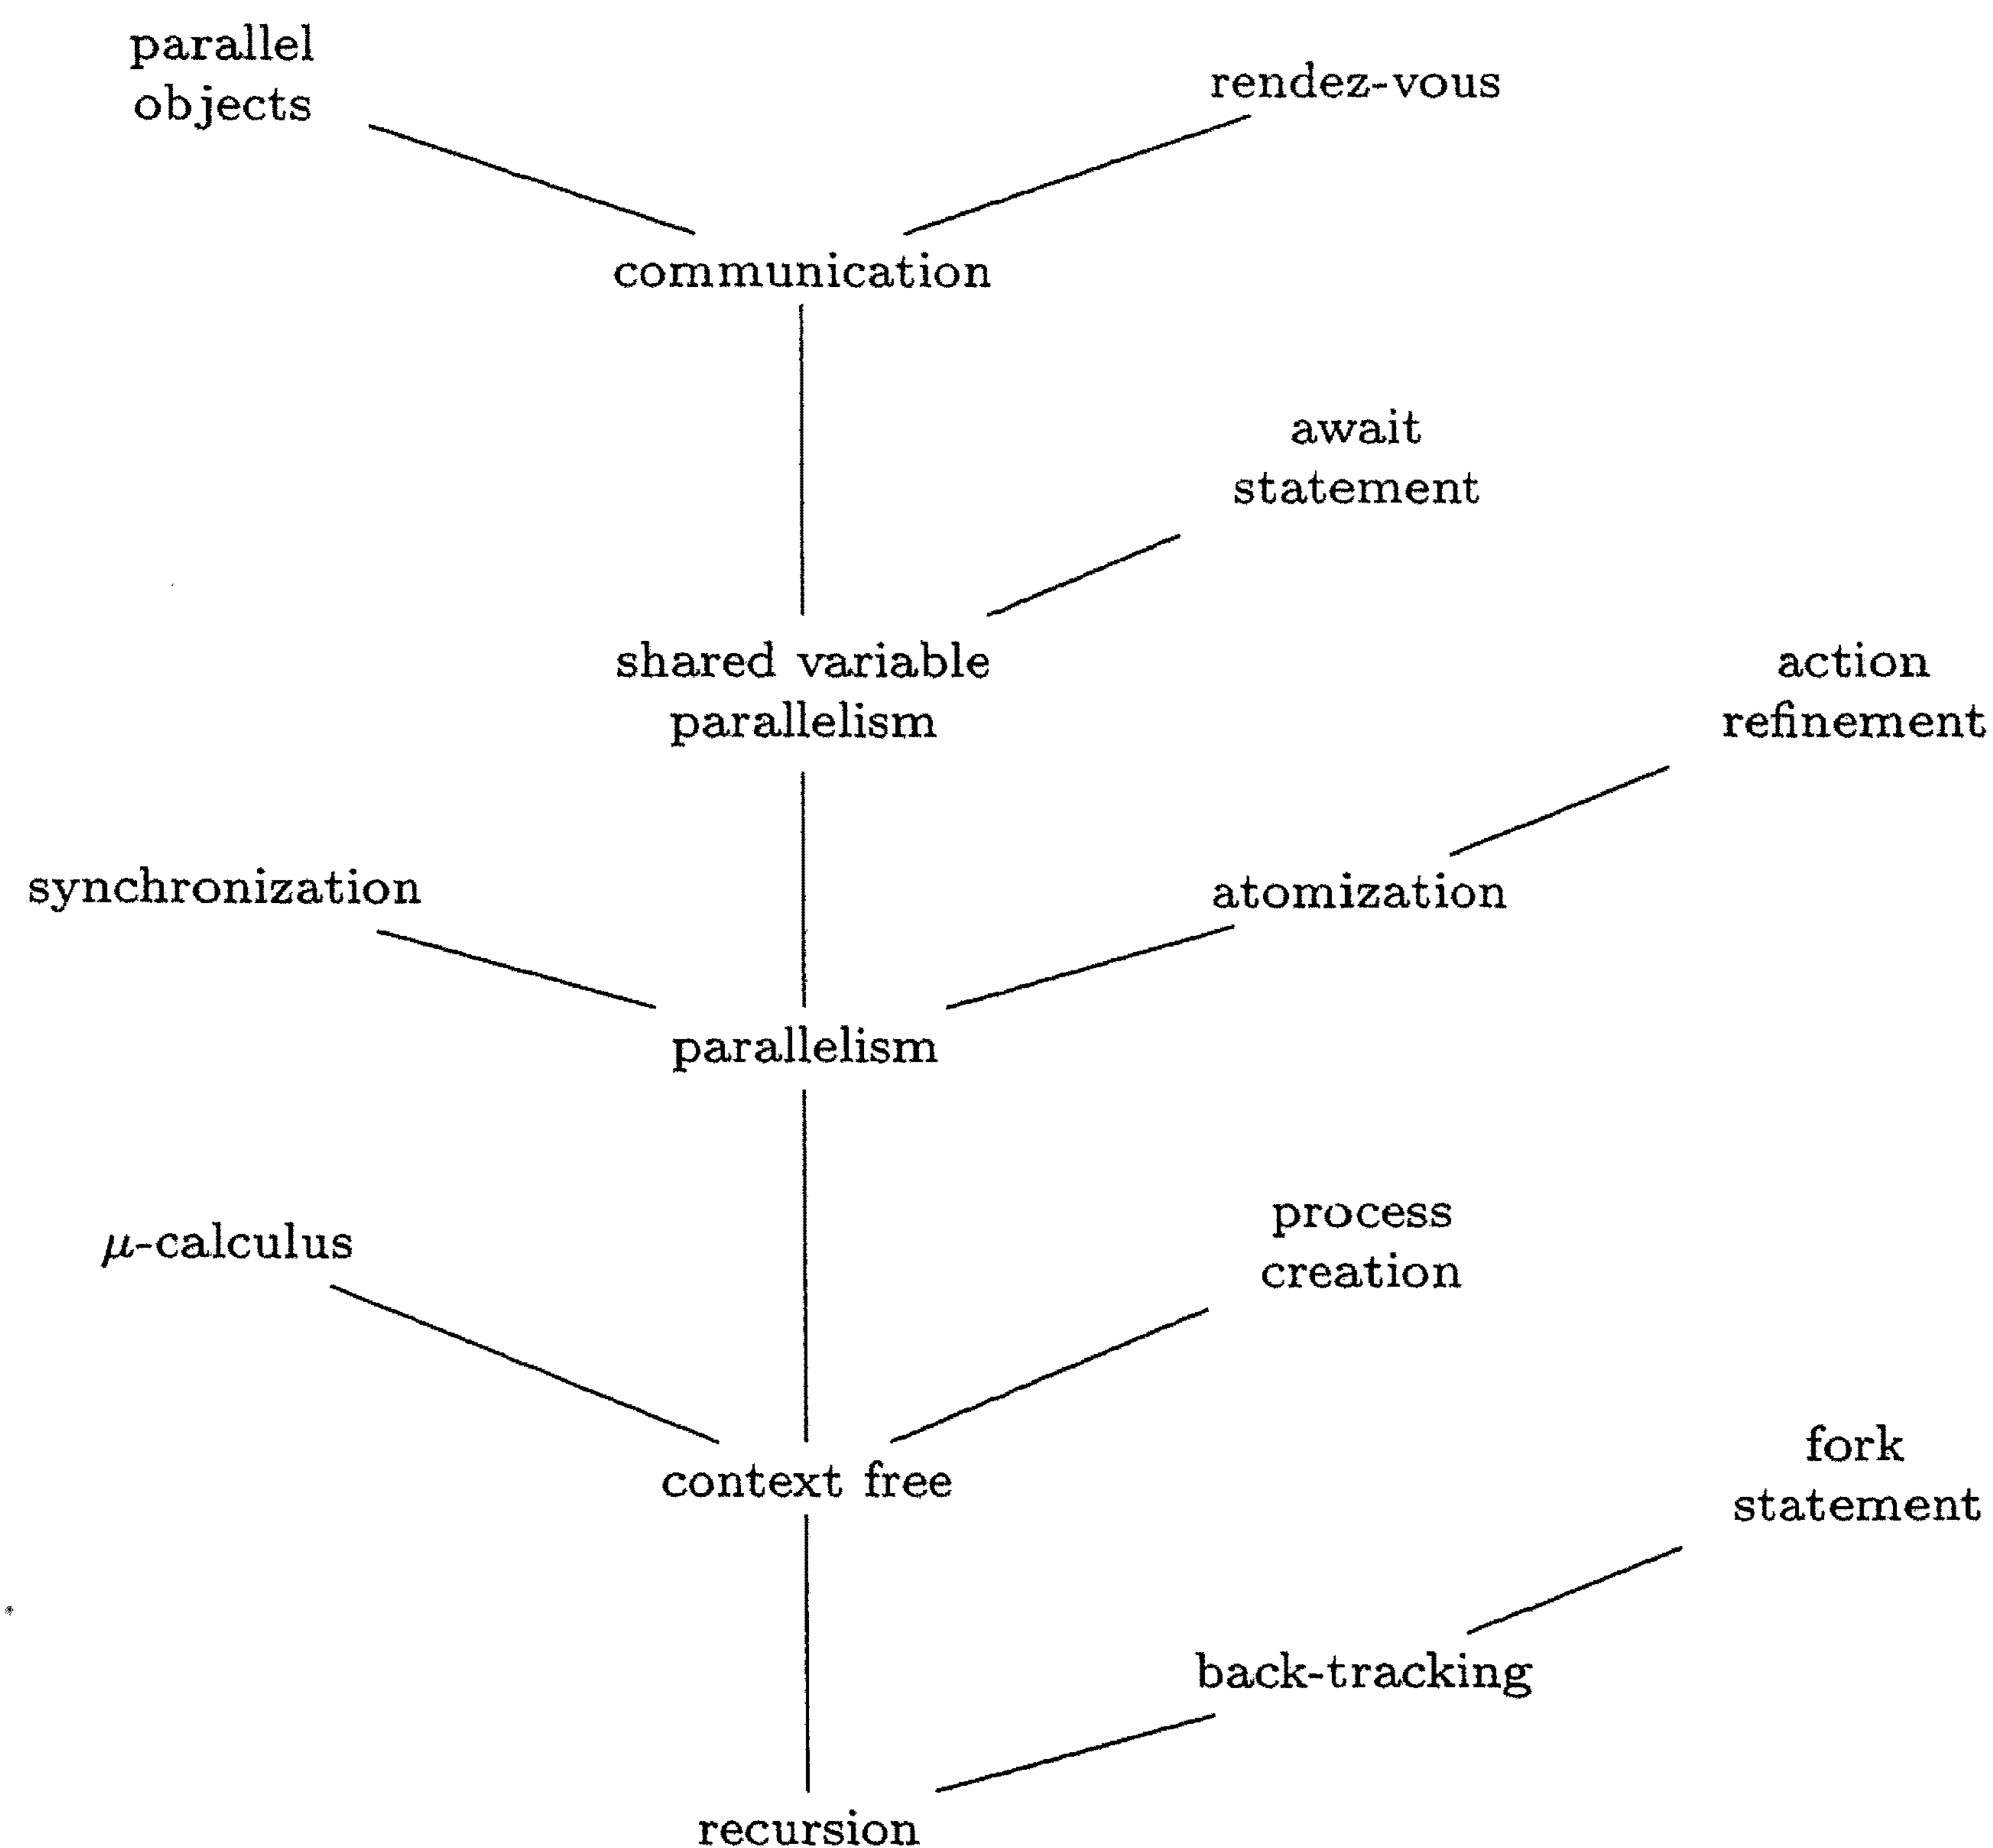 parallel
objects
rendez-vous
communication
await
statement
shared variable
parallelism
action
refinement
synchronization
atomization
parallelism
μ-calculus
process
creation
context free
fork
statement
back-tracking
recursion